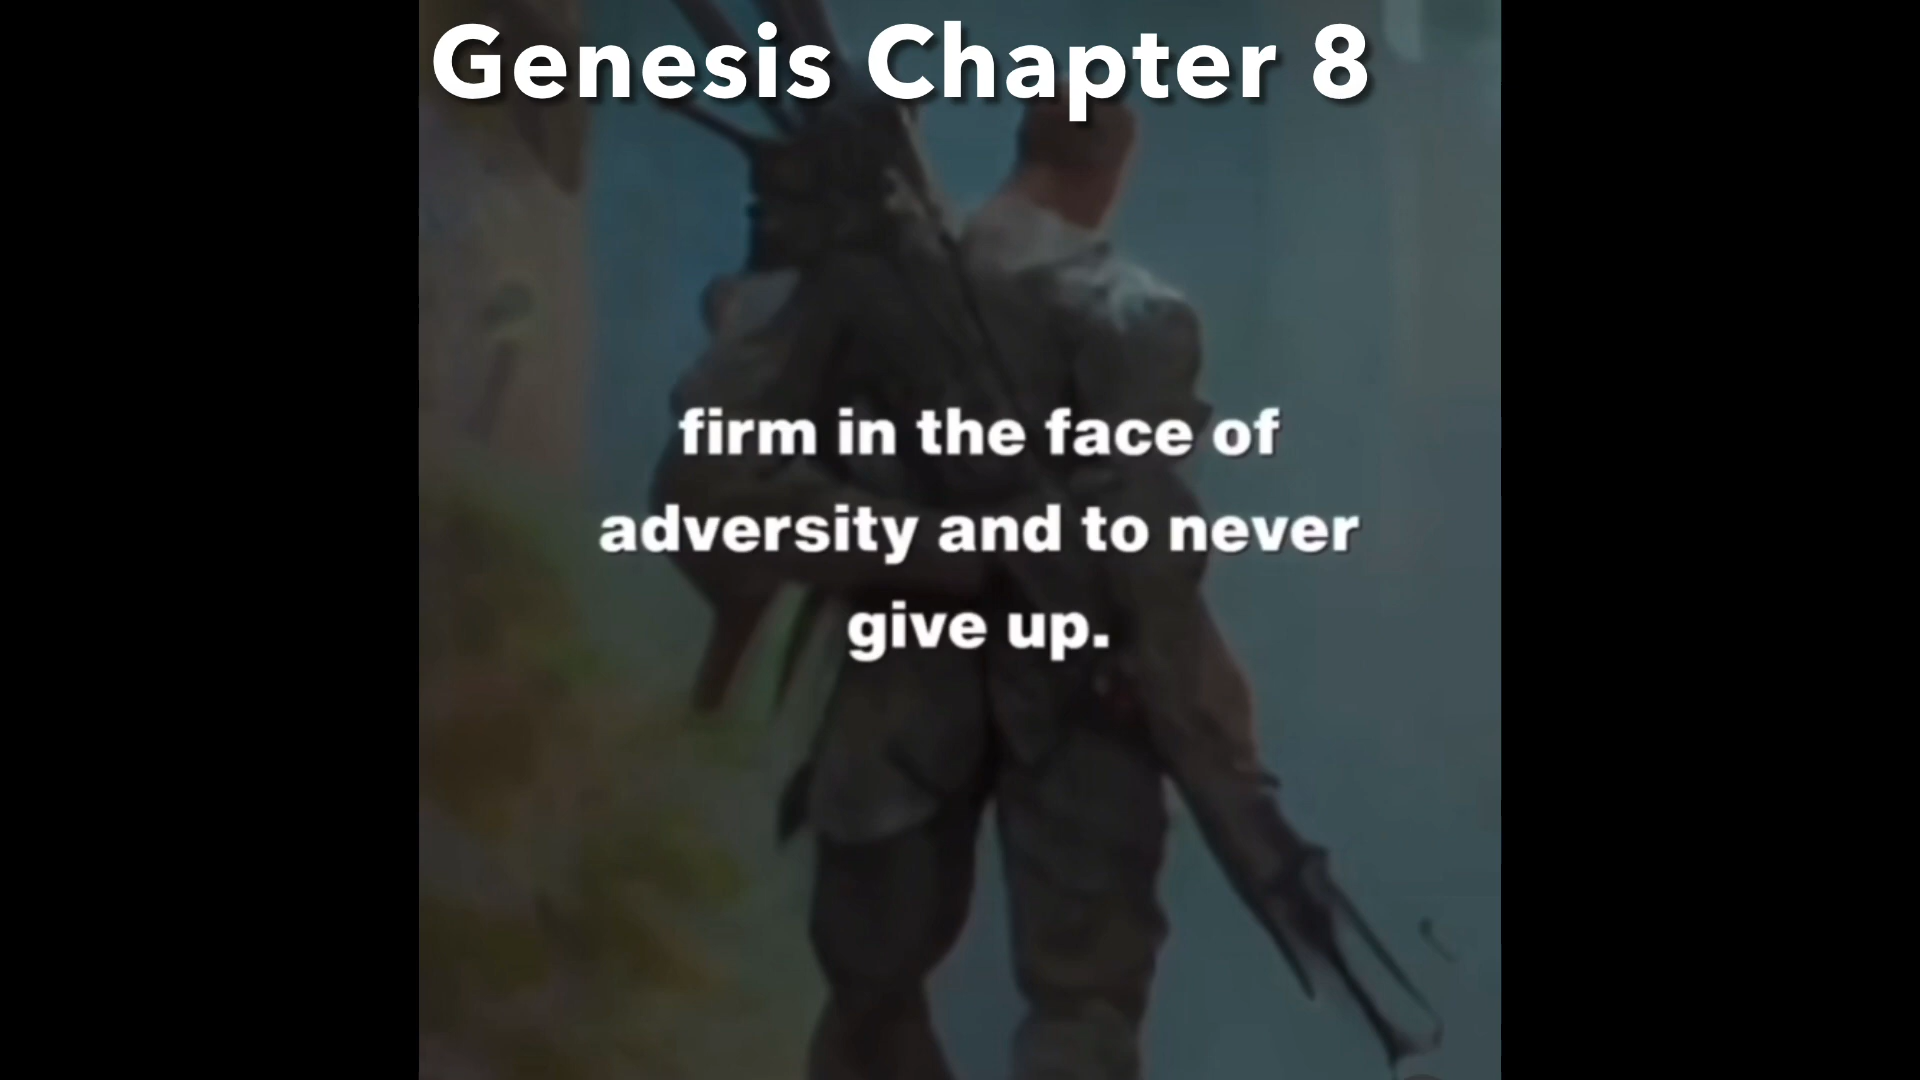 Genesis Chapter 8
firm in the face of
adversity and to never
give up.